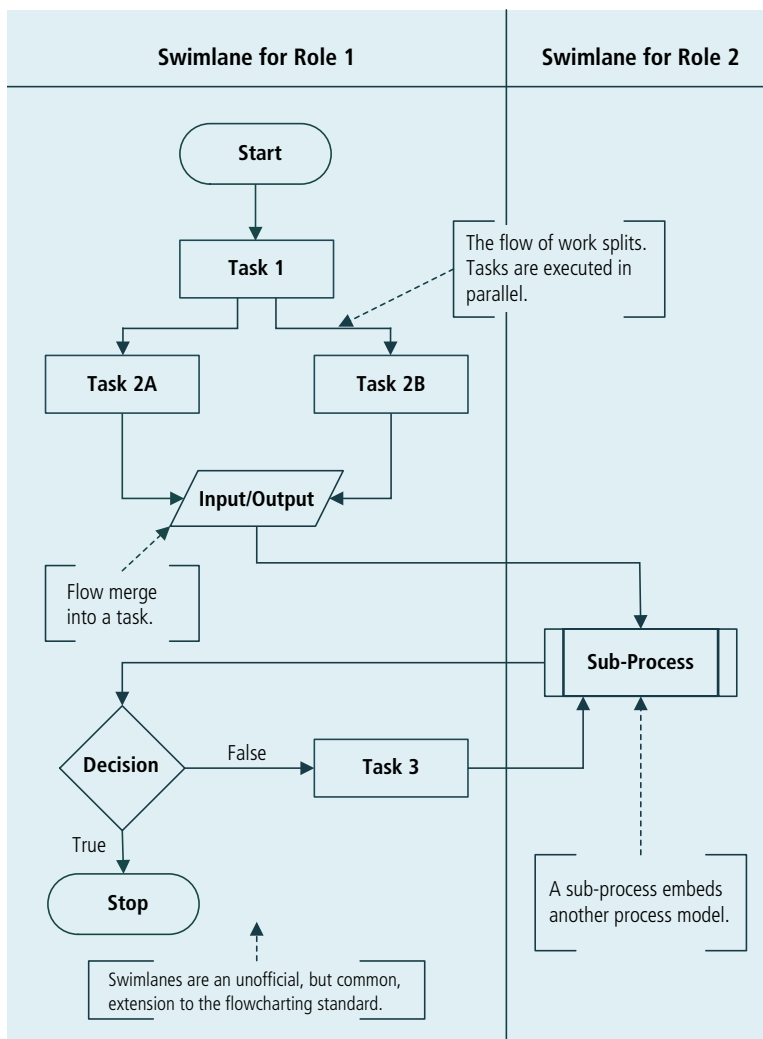 Swimlane for Role 1
Swimlane for Role 2
Start
Task 1
The flow of work splits.
Tasks are executed in
parallel.
Task 2A
Task 2B
Input/Output
Flow merge
into a task.
Sub-Process
Decision
False
Task 3
True
Stop
A sub-process embeds
another process model.
Swimlanes are an unofficial, but common,
extension to the flowcharting standard.